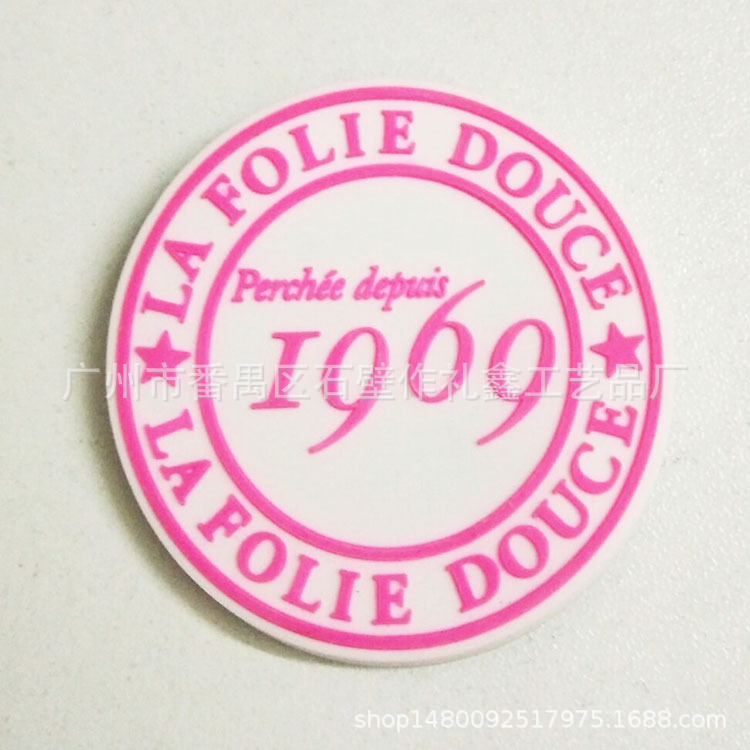 LA FOLIE DOUCE
Perchée depuis
1969
广州市番禺区石壁作礼鑫工艺品厂
LA FOLIE DOUCE
shop1480092517975.1688.com